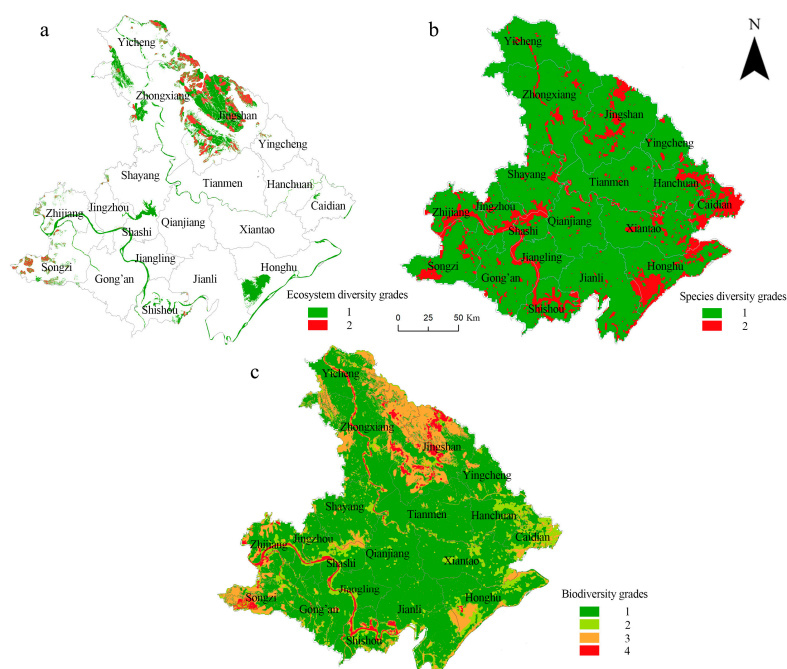 a
Yicheng
Zhongxiang
Jingshan
Yingcheng
Shayang
Tianmen
Hanchuan
Zhijiang
Jingzhou
Caidian
Qianjiang
Shashi
Xiantao
Jiangling
Songzi
Honghu
Gong'an
Jianli
Shishou
Ecosystem diversity grades
1
2
0 25 50 Km
b
N
Yicheng
Zhongxiang
Jingshan
Yingcheng
Shayang
Tianmen
Hanchuan
Caidian
Jingzhou
Zhijiang
Qianjiang
Shashi
Xiantao
Jiangling
Songzi
Honghu
Gong'an
Jianli
Shishou
Species diversity grades
1
2
c
Yicheng
Zhongxiang
Jingshan
Yingcheng
Shayang
Tianmen
Hanchuan
Caidian
Jingzhou
Zhijiang
Qianjiang
Shashi
Xiantao
Jiangling
Songzi
Honghu
Gong'an
Jianli
Shishou
Biodiversity grades
1
2
3
4